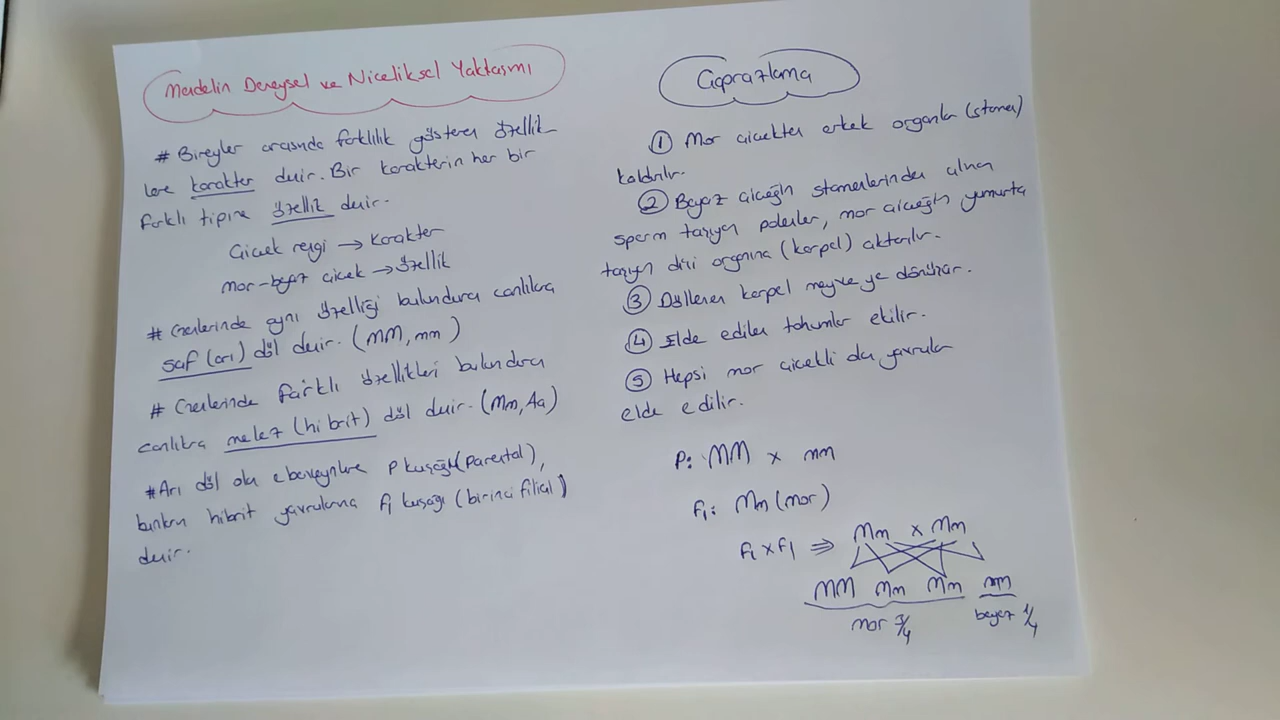 Mendelin Deneysel ve Niceliksel Yaklaşımı
# Bireyler arasında farklılık gösteren özellik
lere karakter denir. Bir karakterin her bir
farklı tipine özellik denir.
Çiçek rengi → Karakter
mor-beyaz çiçek → özellik
# Genlerinde aynı özelliği bulunduran canlılara
saf (arı) döl denir. (MM, mm)
# Genlerinde farklı özellikleri bulunduran
canlılara melez (hibrit) döl denir. (Mm, Aa)
# Arı döl olan ebeveynlere P kuşağı (Parental),
bunların hibrit yavrularına F1 kuşağı (birinci filial)
denir.
Çaprazlama
① Mor çiçekten erkek organlar (stamen)
kaldırılır.
② Beyaz çiçeğin stamenlerinden alınan
sperm taşıyan polenler, mor çiçeğin yumurta
taşıyan dişi organına (karpel) aktarılır.
③ Döllenen karpel meyve ye dönüşür.
④ Elde edilen tohumlar ekilir.
⑤ Hepsi mor çiçekli olan yavrular
elde edilir.
P: MM x mm
F1: Mm (mor)
F1 x F1 ⇒ Mm x Mm
MM Mm Mm mm
mor 3/4 beyaz 1/4